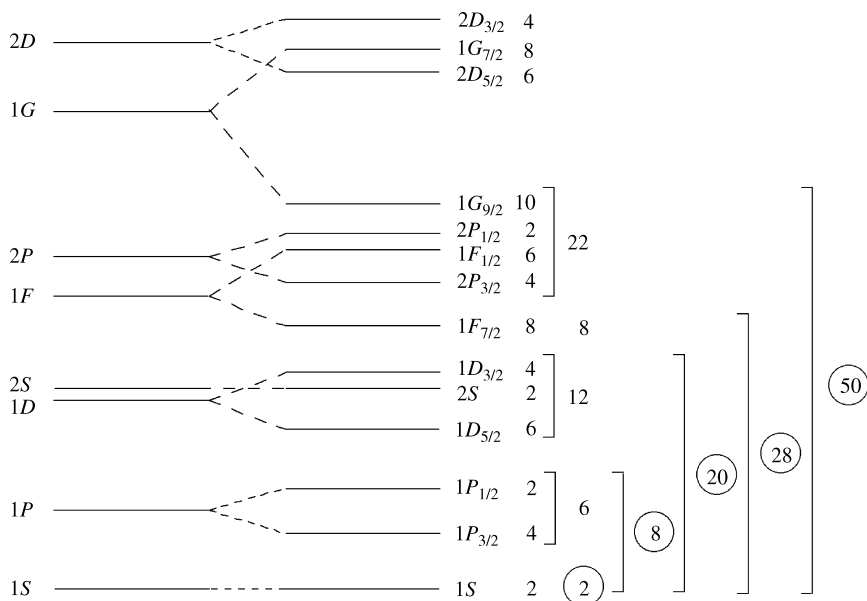 2D 2D3/2 4
1G7/2 8
2D5/2 6
1G
1G9/2 10
2P1/2 2 22
2P 1F1/2 6
2P3/2 4
1F
1F7/2 8 8
1D3/2 4
2S 2S 2 12 50
1D
1D5/2 6
28
20
1P1/2 2
1P 6
1P3/2 4 8
1S 1S 2 2